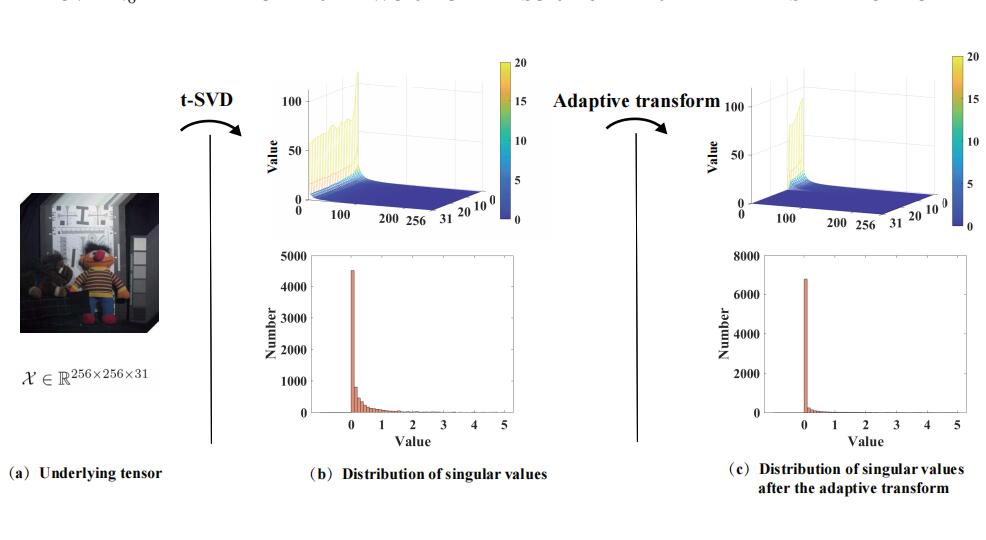 t-SVD
Adaptive transform
100
50
0
Value
0
100
200
256
31
20
10
0
20
15
10
5
0
100
50
0
Value
0
100
200
256
31
20
10
0
20
15
10
5
0
5000
4000
3000
2000
1000
0
Number
0 1 2 3 4 5
Value
8000
6000
4000
2000
0
Number
0 1 2 3 4 5
Value
𝒳 ∈ ℝ^{256×256×31}
(a) Underlying tensor
(b) Distribution of singular values
(c) Distribution of singular values
after the adaptive transform